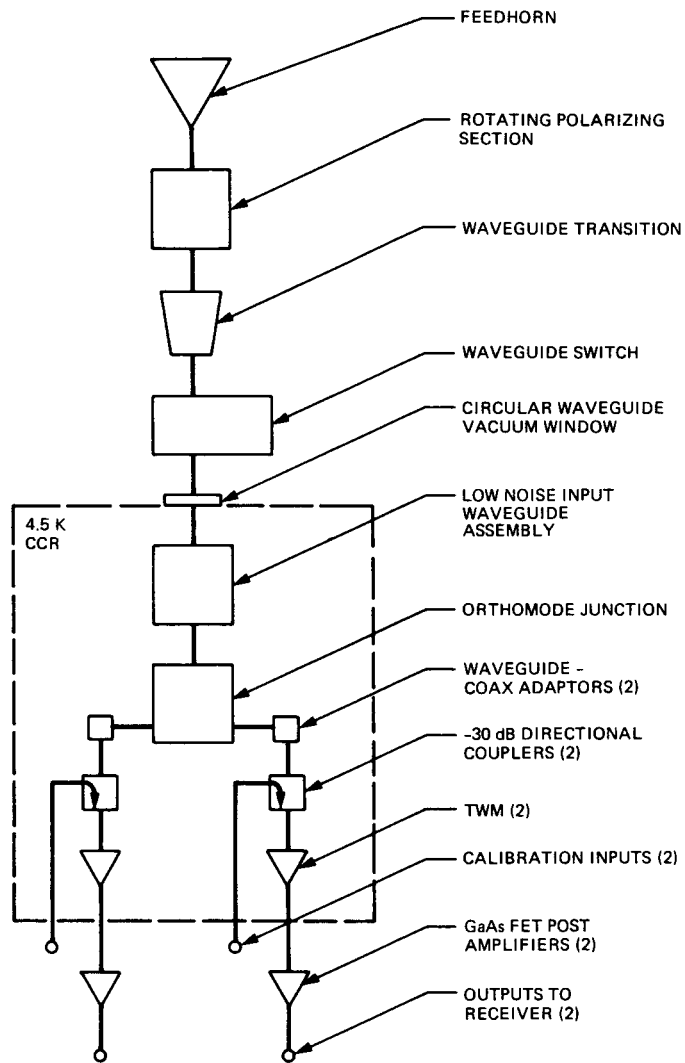 FEEDHORN
ROTATING POLARIZING
SECTION
WAVEGUIDE TRANSITION
WAVEGUIDE SWITCH
CIRCULAR WAVEGUIDE
VACUUM WINDOW
4.5 K
CCR
LOW NOISE INPUT
WAVEGUIDE
ASSEMBLY
ORTHOMODE JUNCTION
WAVEGUIDE -
COAX ADAPTORS (2)
-30 dB DIRECTIONAL
COUPLERS (2)
TWM (2)
CALIBRATION INPUTS (2)
GaAs FET POST
AMPLIFIERS (2)
OUTPUTS TO
RECEIVER (2)